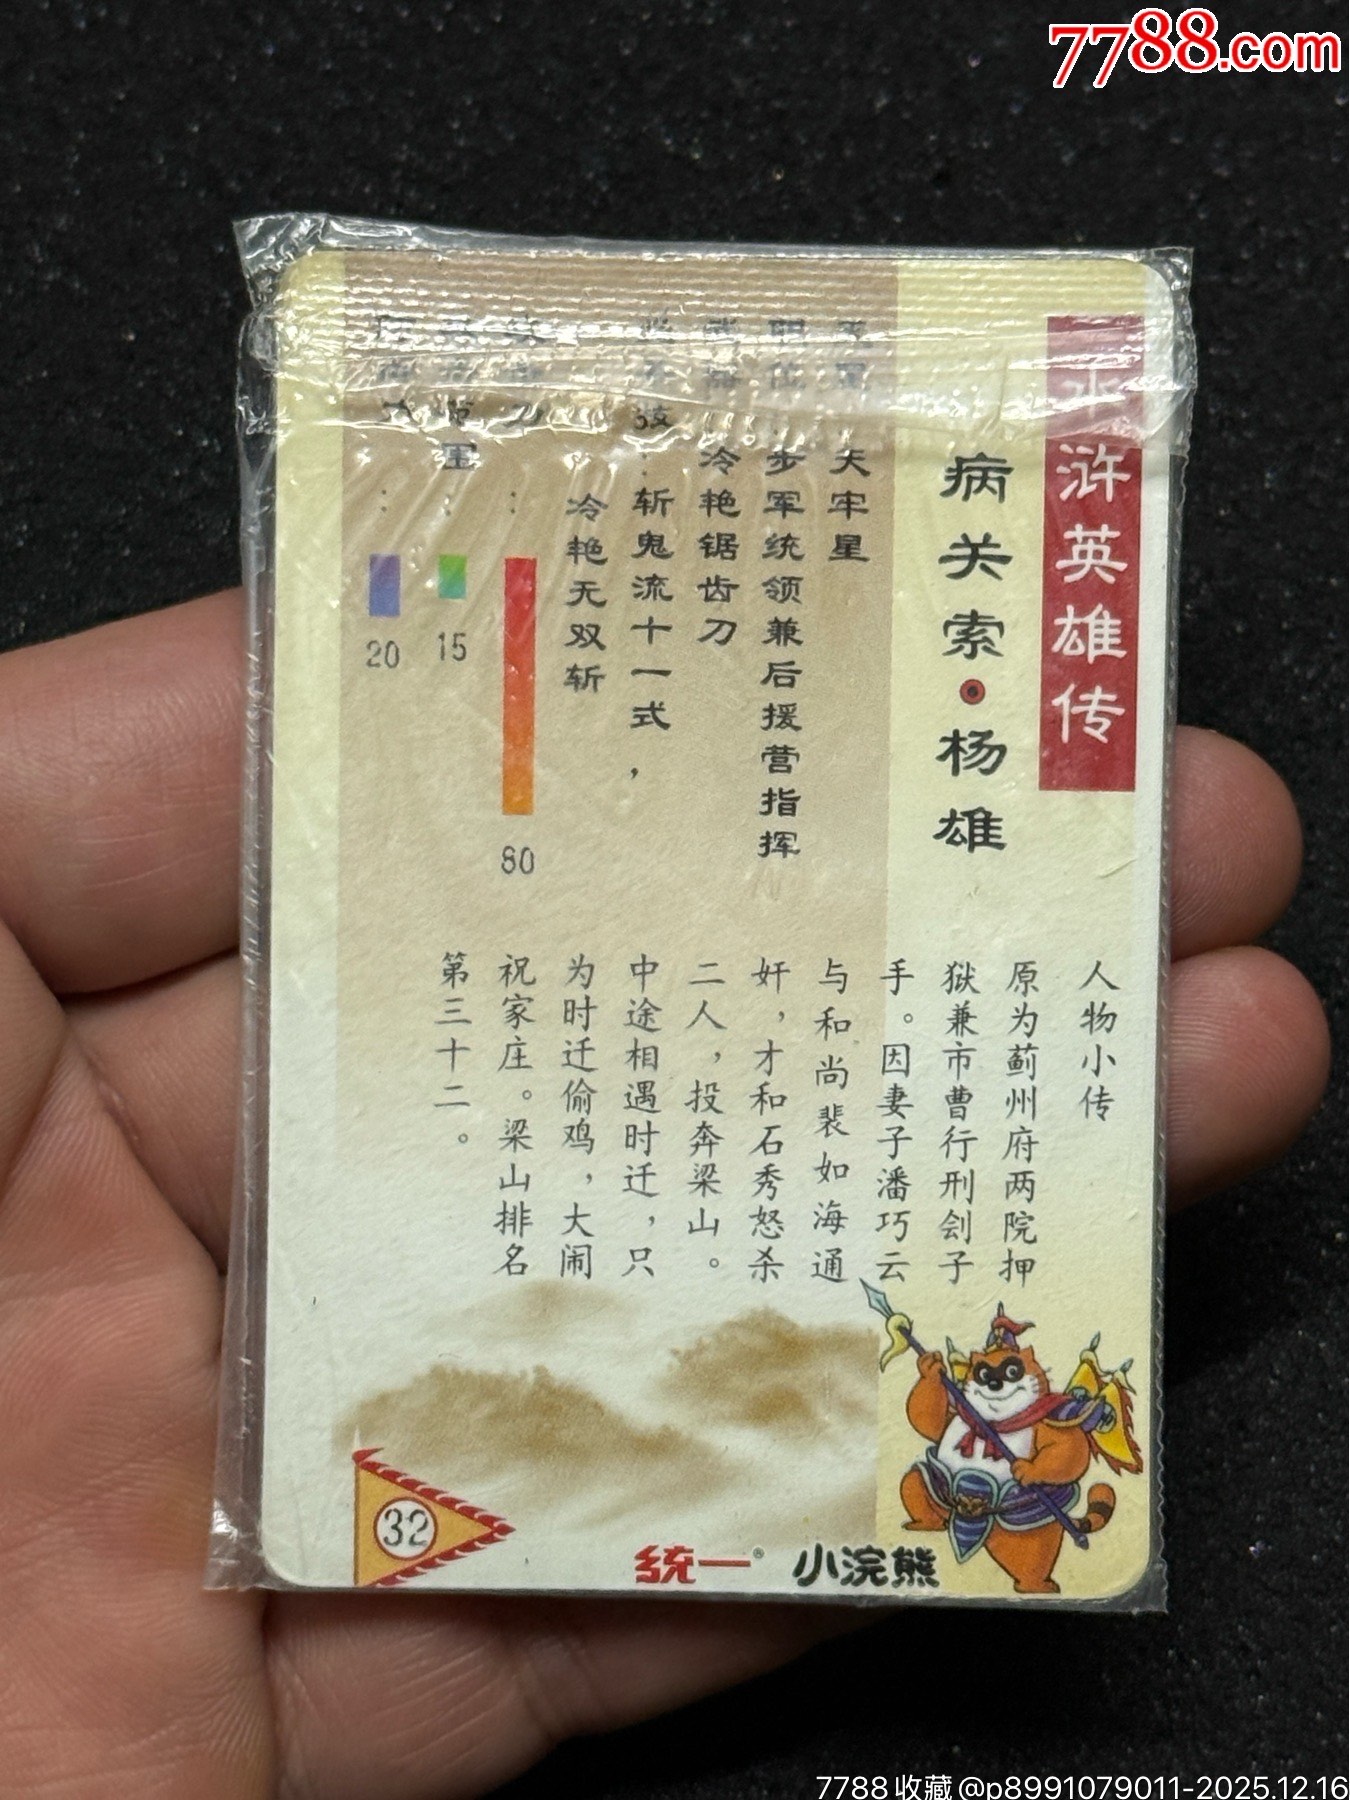 7788.com
水浒英雄传
病关索·杨雄
天牢星
职位:步军统领兼后援营指挥
冷艳锯齿刀
技:斩鬼流十一式,
冷艳无双斩
:
80
范围:
15
:
20
人物小传
原为蓟州府两院押
狱兼市曹行刑刽子
手。因妻子潘巧云
与和尚裴如海通
奸,才和石秀怒杀
二人,投奔梁山。
中途相遇时迁,只
为时迁偷鸡,大闹
祝家庄。梁山排名
第三十二。
32
统一® 小浣熊
7788收藏@p8991079011-2025.12.16